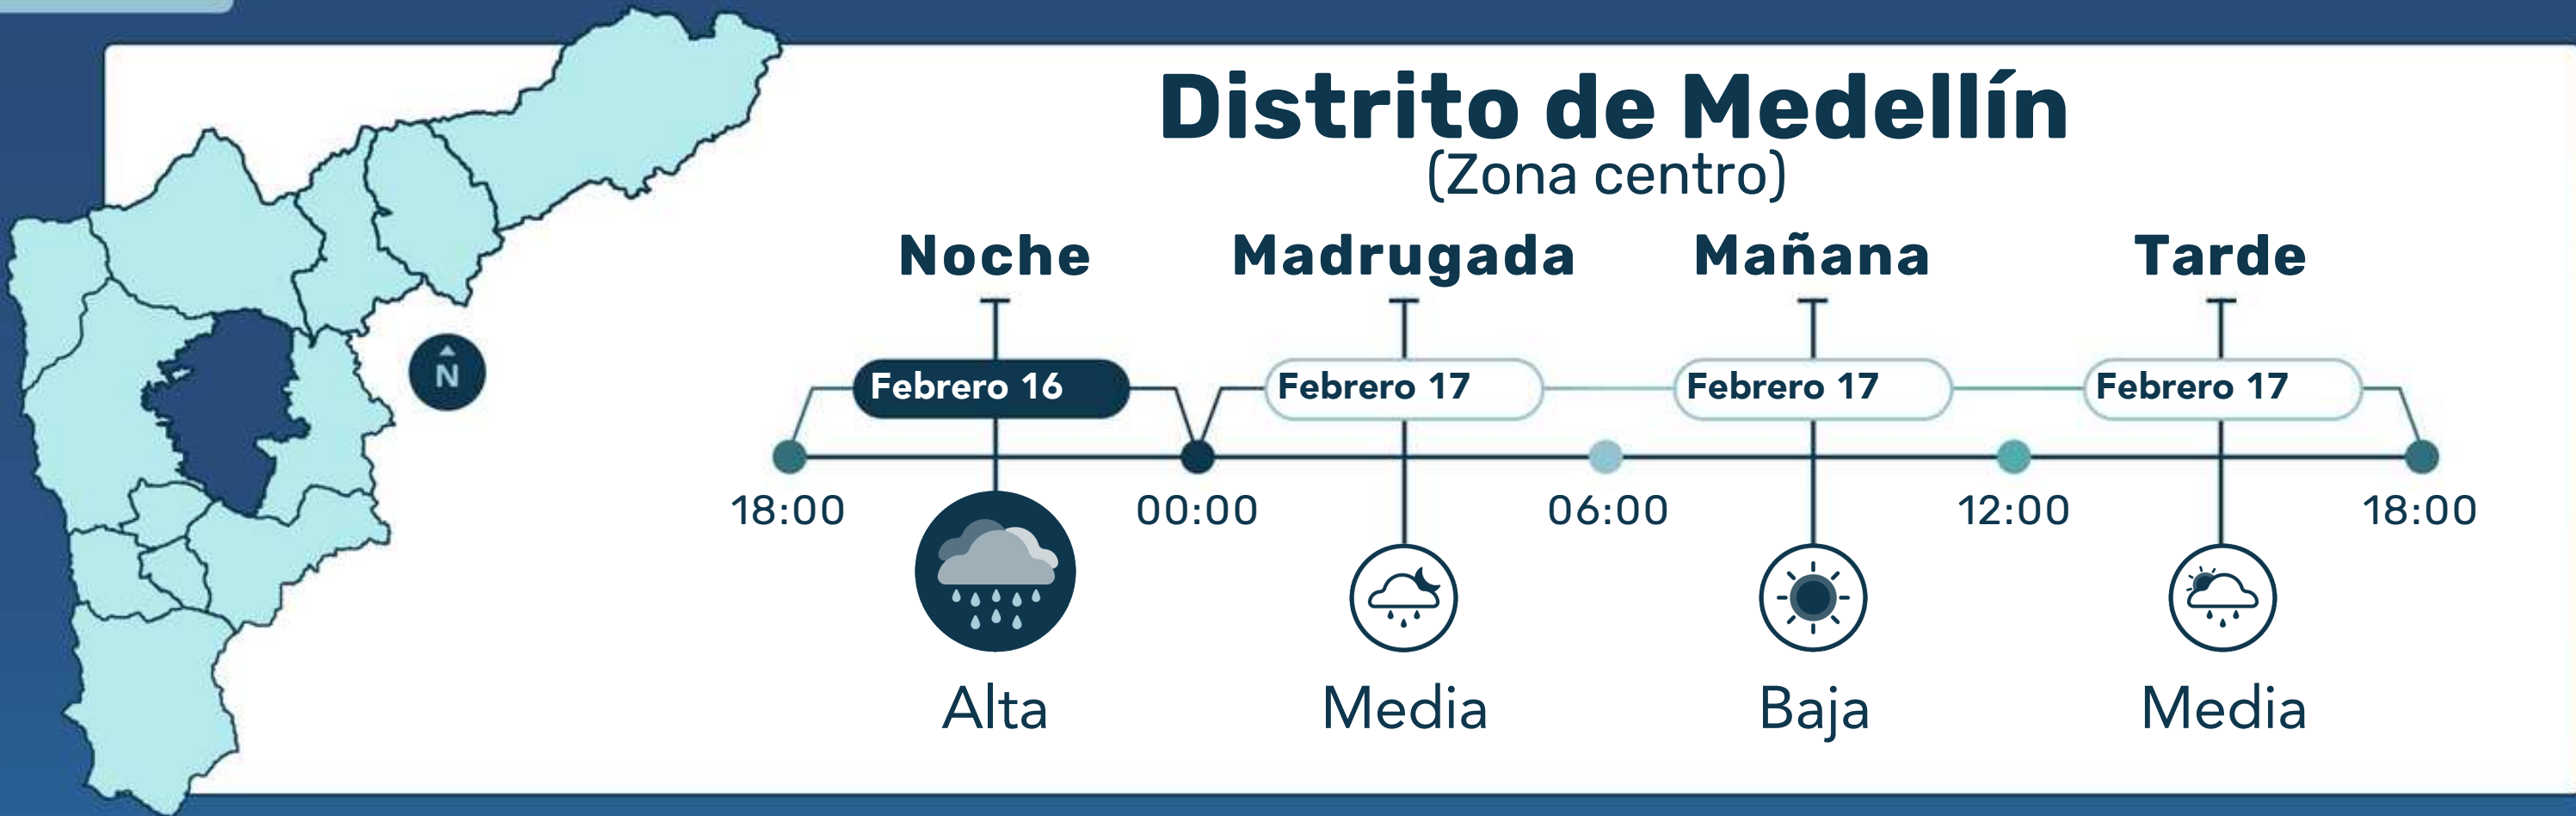 Distrito de Medellín
(Zona centro)
Noche Madrugada Mañana Tarde
N
Febrero 16 Febrero 17 Febrero 17 Febrero 17
18:00 00:00 06:00 12:00 18:00
Alta Media Baja Media